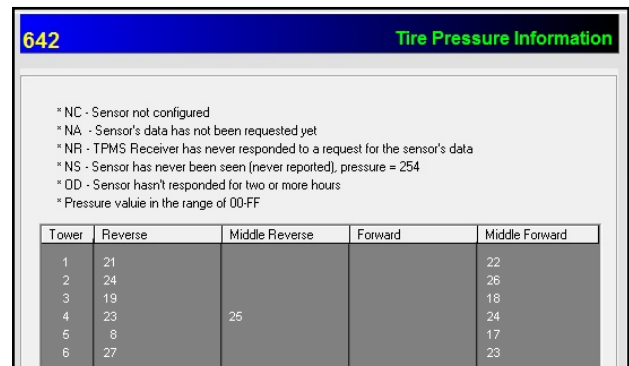 642 Tire Pressure Information
* NC - Sensor not configured
* NA - Sensor's data has not been requested yet
* NR - TPMS Receiver has never responded to a request for the sensor's data
* NS - Sensor has never been seen (never reported), pressure = 254
* OD - Sensor hasn't responded for two or more hours
* Pressure valuie in the range of 00-FF
Tower Reverse Middle Reverse Forward Middle Forward
1 21 22
2 24 26
3 19 18
4 23 25 24
5 8 17
6 27 23